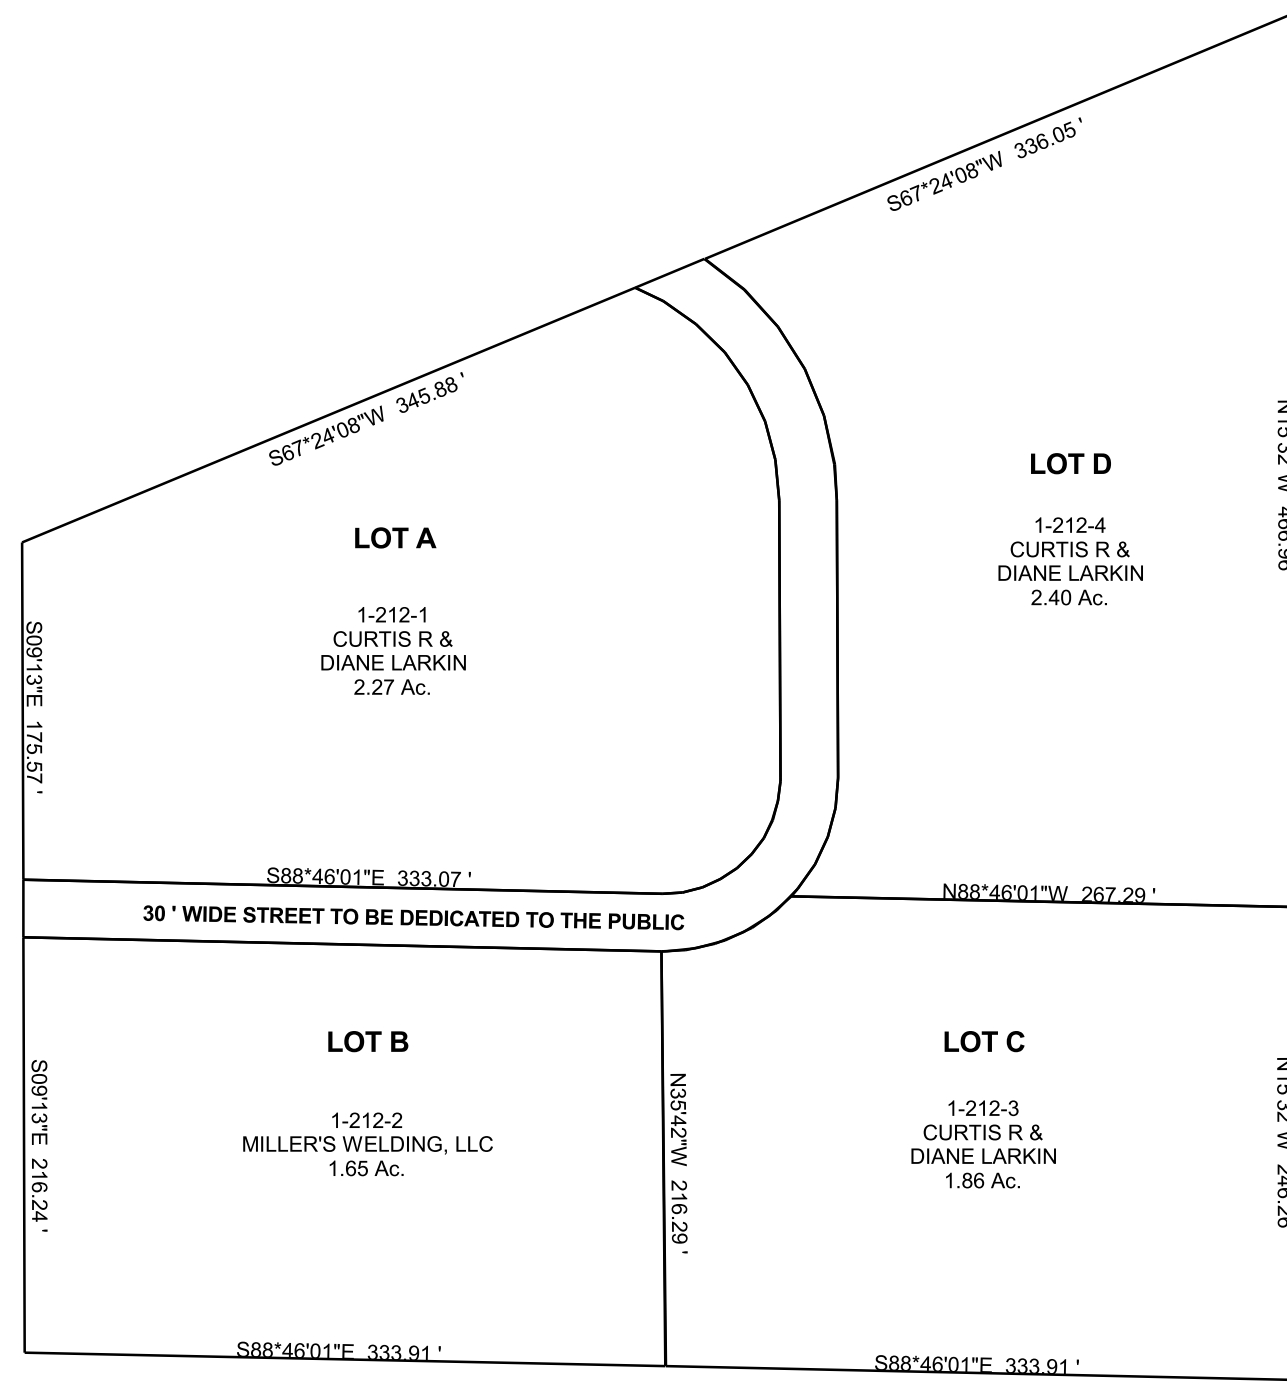 S67*24'08"W 336.05 '
S67*24'08"W 345.88 '
LOT A
1-212-1
CURTIS R &
DIANE LARKIN
2.27 Ac.
LOT D
1-212-4
CURTIS R &
DIANE LARKIN
2.40 Ac.
S09'13"E 175.57 '
S88*46'01"E 333.07 '
N88*46'01"W 267.29 '
30 ' WIDE STREET TO BE DEDICATED TO THE PUBLIC
LOT B
1-212-2
MILLER'S WELDING, LLC
1.65 Ac.
LOT C
1-212-3
CURTIS R &
DIANE LARKIN
1.86 Ac.
S09'13"E 216.24 '
N35'42"W 216.29 '
S88*46'01"E 333.91 '
S88*46'01"E 333.91 '